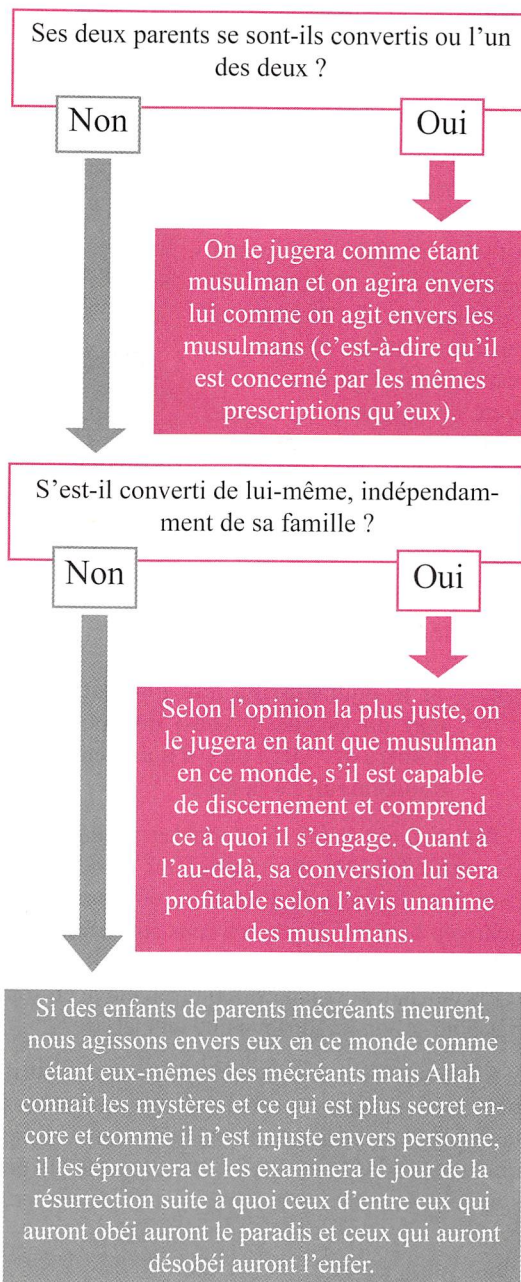 Ses deux parents se sont-ils convertis ou l’un
des deux ?
Non
Oui
On le jugera comme étant
musulman et on agira envers
lui comme on agit envers les
musulmans (c’est-à-dire qu’il
est concerné par les mêmes
prescriptions qu’eux).
S’est-il converti de lui-même, indépendam-
ment de sa famille ?
Non
Oui
Selon l’opinion la plus juste, on
le jugera en tant que musulman
en ce monde, s’il est capable
de discernement et comprend
ce à quoi il s’engage. Quant à
l’au-delà, sa conversion lui sera
profitable selon l’avis unanime
des musulmans.
Si des enfants de parents mécréants meurent,
nous agissons envers eux en ce monde comme
étant eux-mêmes des mécréants mais Allah
connait les mystères et ce qui est plus secret en-
core et comme il n’est injuste envers personne,
il les éprouvera et les examinera le jour de la
résurrection suite à quoi ceux d’entre eux qui
auront obéi auront le paradis et ceux qui auront
désobéi auront l’enfer.